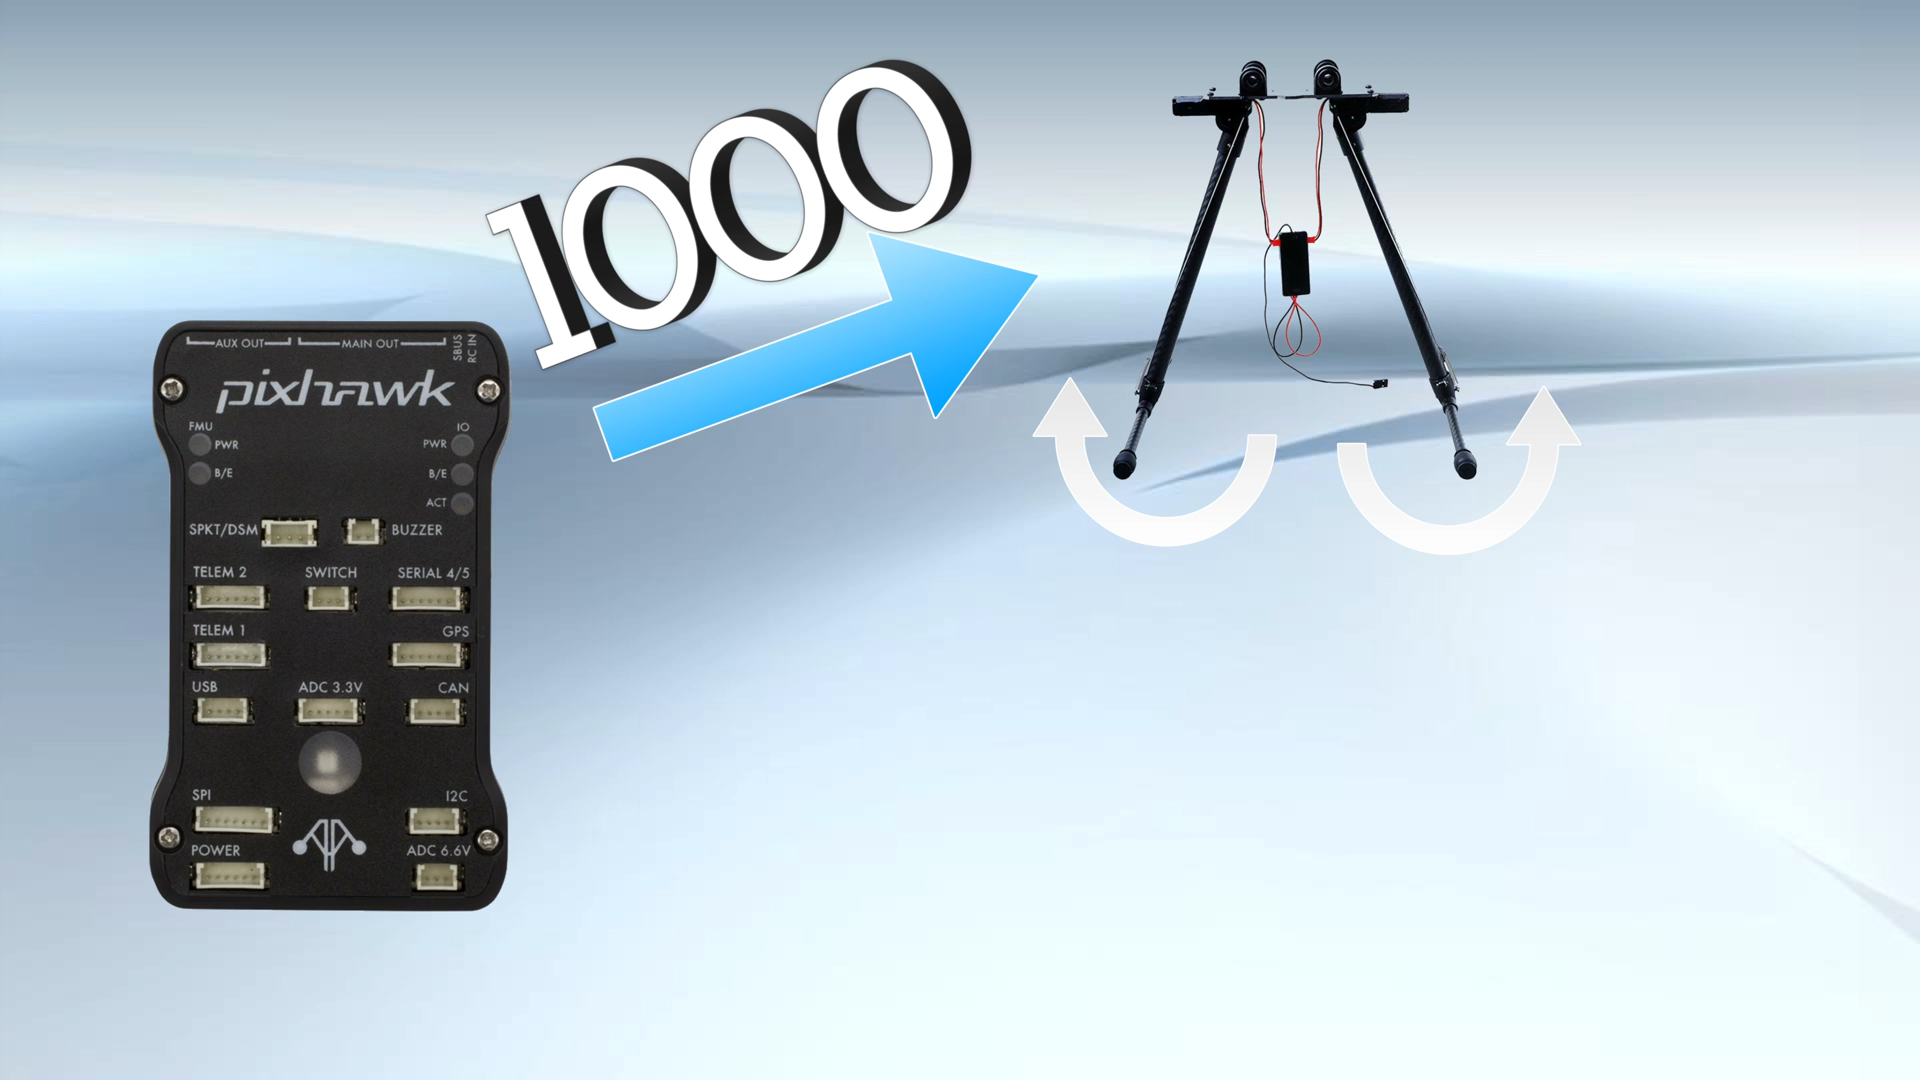 1000
AUX OUT
MAIN OUT
SBUS
RC IN
pixhawk
FMU
IO
PWR
PWR
B/E
B/E
ACT
SPKT/DSM
BUZZER
TELEM 2
SWITCH
SERIAL 4/5
TELEM 1
GPS
USB
ADC 3.3V
CAN
SPI
I2C
POWER
ADC 6.6V